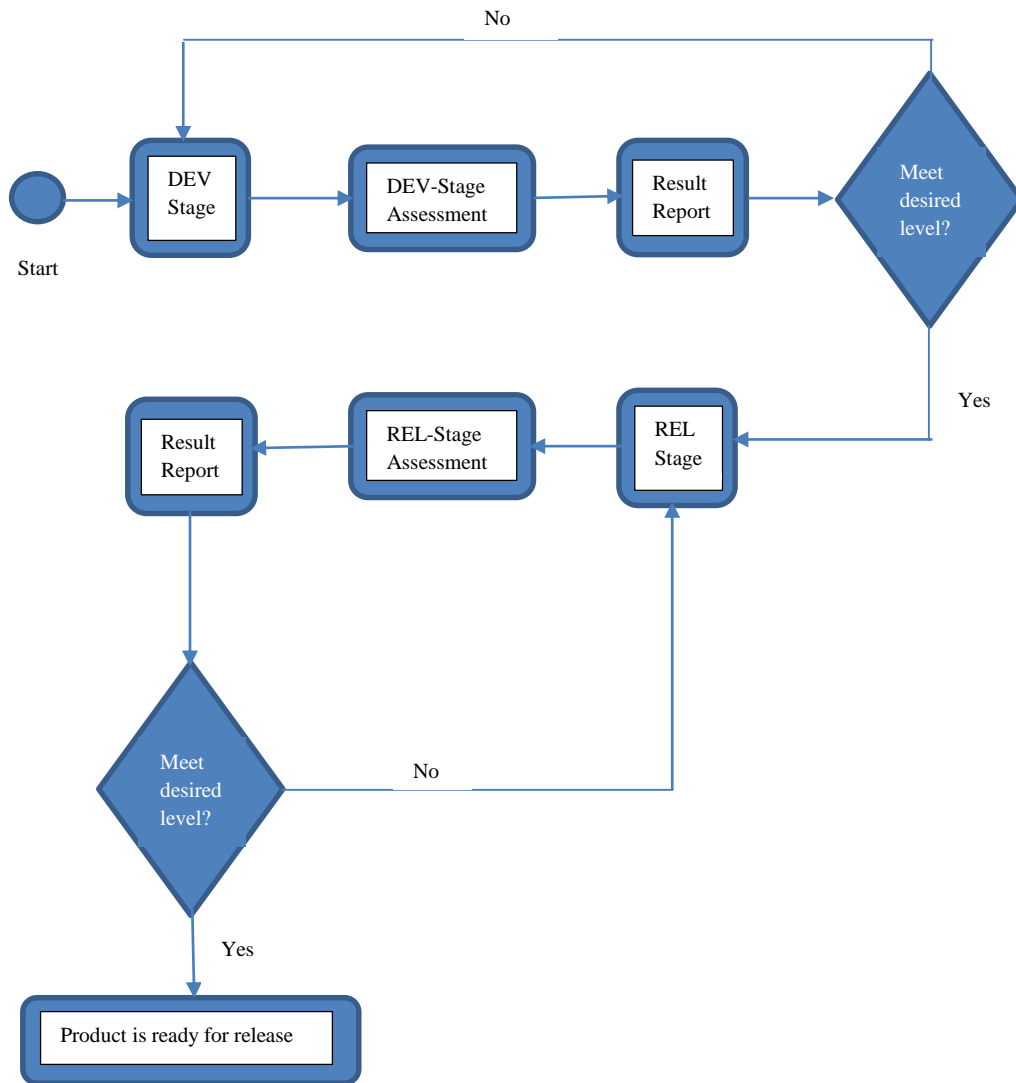 No
DEV
Stage
DEV-Stage
Assessment
Result
Report
Meet
desired
level?
Start
Yes
REL
Stage
REL-Stage
Assessment
Result
Report
Meet
desired
level?
No
Yes
Product is ready for release